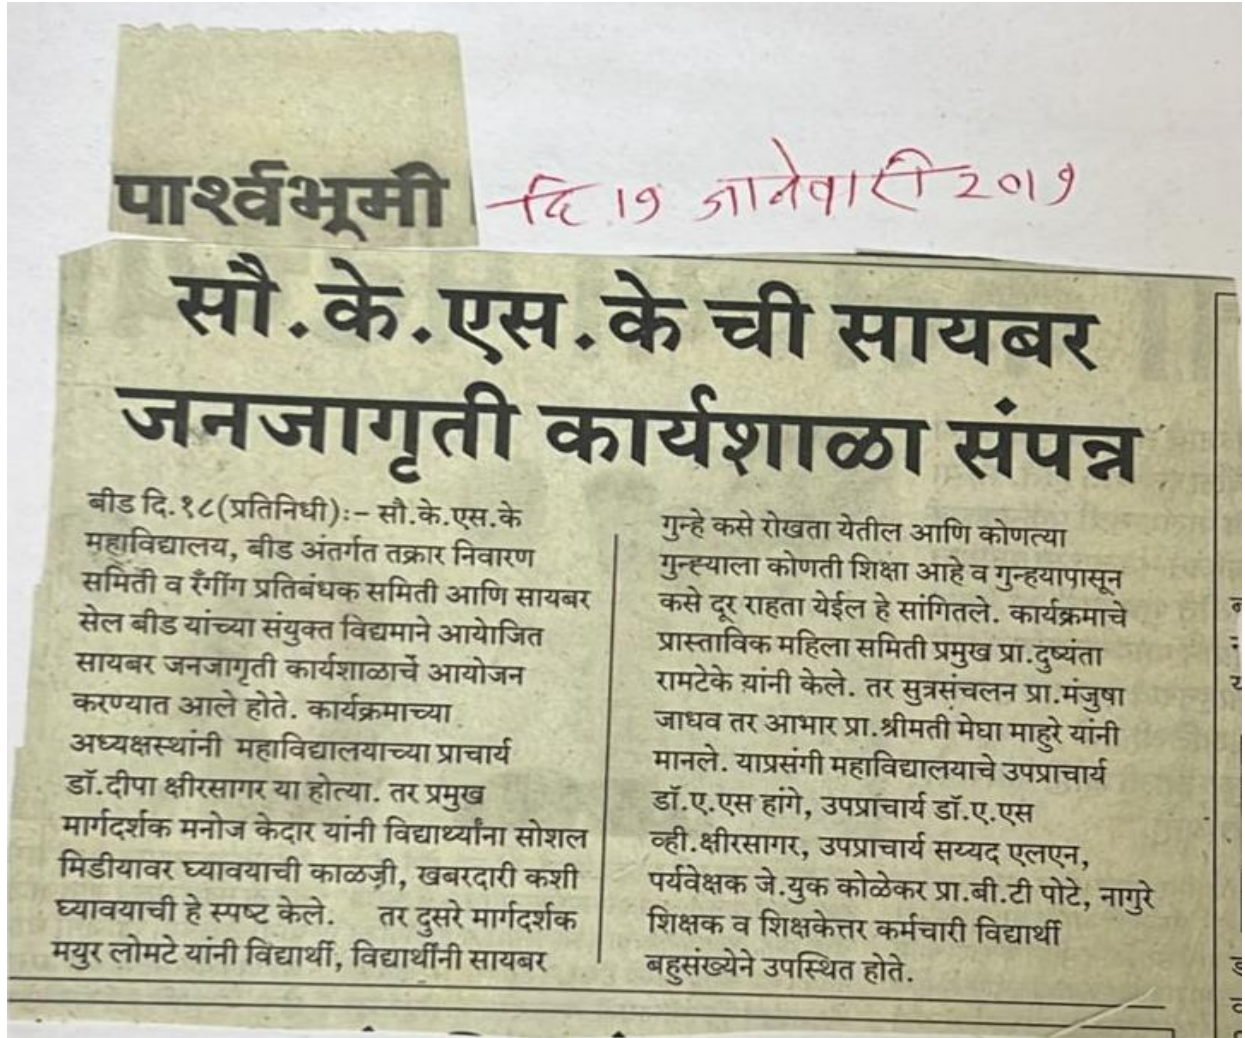 पार्श्वभूमी
दि १९ जानेवारी २०१९
सौ.के.एस.के ची सायबर
जनजागृती कार्यशाळा संपन्न
बीड दि.१८(प्रतिनिधी):- सौ.के.एस.के
महाविद्यालय, बीड अंतर्गत तक्रार निवारण
समिती व रँगींग प्रतिबंधक समिती आणि सायबर
सेल बीड यांच्या संयुक्त विद्यमाने आयोजित
सायबर जनजागृती कार्यशाळाचे आयोजन
करण्यात आले होते. कार्यक्रमाच्या
अध्यक्षस्थांनी महाविद्यालयाच्या प्राचार्य
डॉ.दीपा क्षीरसागर या होत्या. तर प्रमुख
मार्गदर्शक मनोज केदार यांनी विद्यार्थ्यांना सोशल
मिडीयावर घ्यावयाची काळजी, खबरदारी कशी
घ्यावयाची हे स्पष्ट केले. तर दुसरे मार्गदर्शक
मयुर लोमटे यांनी विद्यार्थी, विद्यार्थींनी सायबर
गुन्हे कसे रोखता येतील आणि कोणत्या
गुन्ह्याला कोणती शिक्षा आहे व गुन्हयापासून
कसे दूर राहता येईल हे सांगितले. कार्यक्रमाचे
प्रास्ताविक महिला समिती प्रमुख प्रा.दुष्यंता
रामटेके यांनी केले. तर सुत्रसंचलन प्रा.मंजुषा
जाधव तर आभार प्रा.श्रीमती मेघा माहुरे यांनी
मानले. याप्रसंगी महाविद्यालयाचे उपप्राचार्य
डॉ.ए.एस हांगे, उपप्राचार्य डॉ.ए.एस
व्ही.क्षीरसागर, उपप्राचार्य सय्यद एलएन,
पर्यवेक्षक जे.युक कोळेकर प्रा.बी.टी पोटे, नागुरे
शिक्षक व शिक्षकेत्तर कर्मचारी विद्यार्थी
बहुसंख्येने उपस्थित होते.